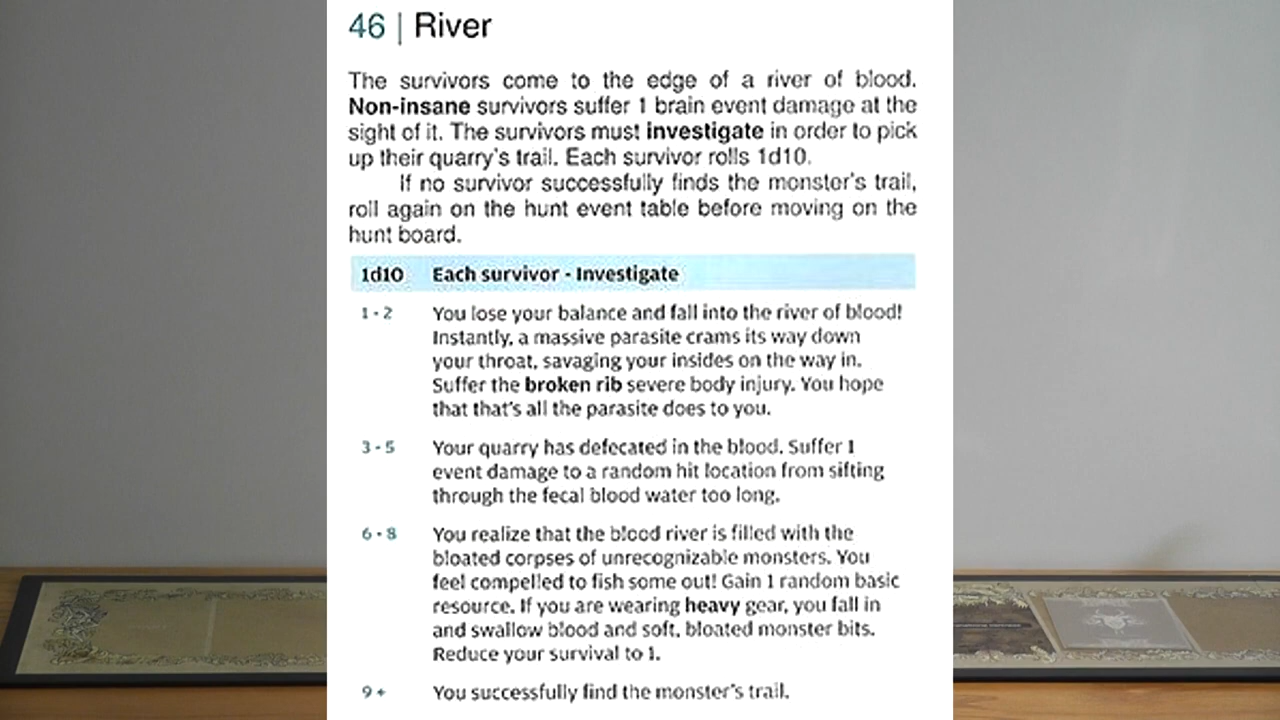 46 | River
The survivors come to the edge of a river of blood.
Non-insane survivors suffer 1 brain event damage at the
sight of it. The survivors must investigate in order to pick
up their quarry's trail. Each survivor rolls 1d10.
If no survivor successfully finds the monster's trail,
roll again on the hunt event table before moving on the
hunt board.
1d10 Each survivor - Investigate
1 - 2 You lose your balance and fall into the river of blood!
Instantly, a massive parasite crams its way down
your throat, savaging your insides on the way in.
Suffer the broken rib severe body injury. You hope
that that's all the parasite does to you.
3 - 5 Your quarry has defecated in the blood. Suffer 1
event damage to a random hit location from sifting
through the fecal blood water too long.
6 - 8 You realize that the blood river is filled with the
bloated corpses of unrecognizable monsters. You
feel compelled to fish some out! Gain 1 random basic
resource. If you are wearing heavy gear, you fall in
and swallow blood and soft, bloated monster bits.
Reduce your survival to 1.
9+ You successfully find the monster's trail.